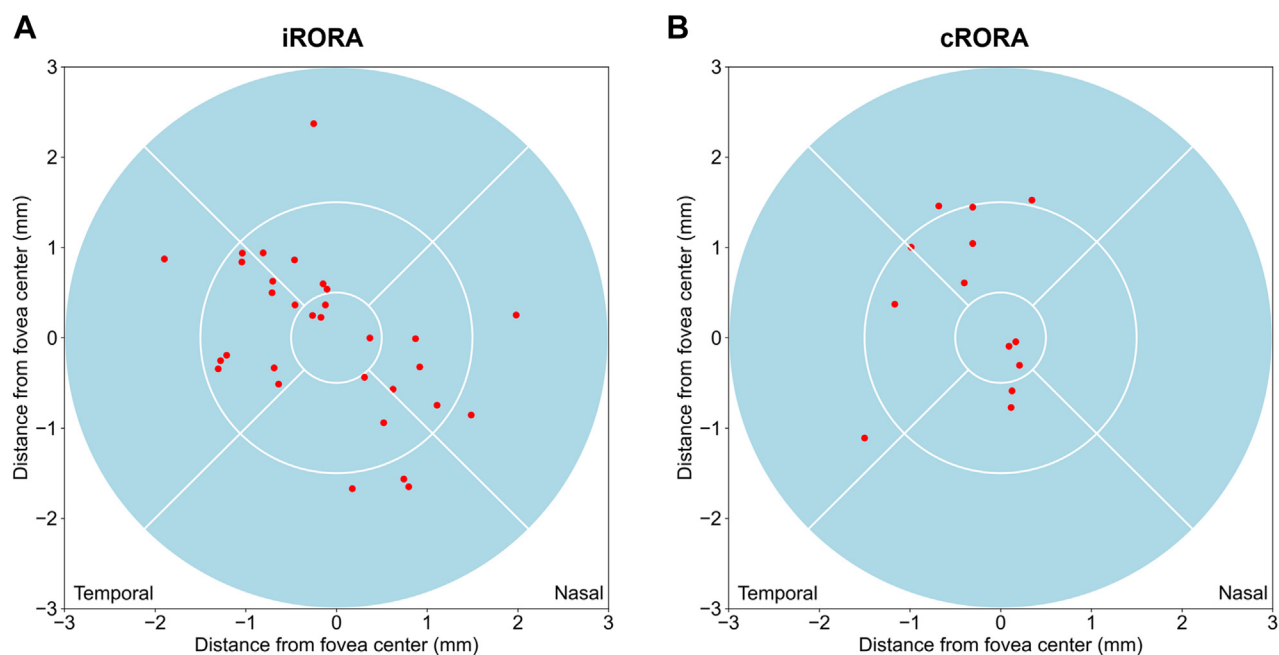 A
iRORA
3
2
1
0
−1
−2
−3
Distance from fovea center (mm)
Temporal
Nasal
−3 −2 −1 0 1 2 3
Distance from fovea center (mm)
B
cRORA
3
2
1
0
−1
−2
−3
Distance from fovea center (mm)
Temporal
Nasal
−3 −2 −1 0 1 2 3
Distance from fovea center (mm)